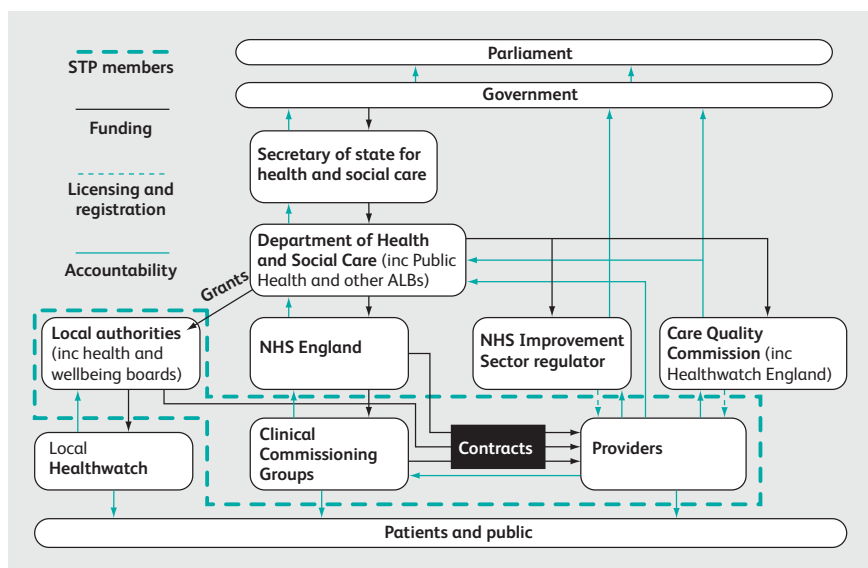 Parliament
STP members
Government
Funding
Secretary of state for
health and social care
Licensing and
registration
Department of Health
and Social Care (inc Public
Health and other ALBs)
Accountability
Grants
Local authorities
(inc health and
wellbeing boards)
NHS England
NHS Improvement
Sector regulator
Care Quality
Commission (inc
Healthwatch England)
Local
Healthwatch
Clinical
Commissioning
Groups
Contracts
Providers
Patients and public